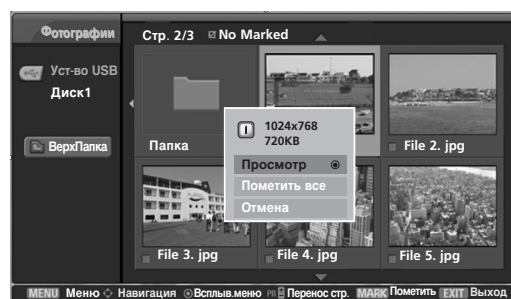 Фотографии
Стр. 2/3 No Marked
Уст-во USB
Диск1
ВерхПапка
Папка
1024x768
720KB
Просмотр
Пометить все
Отмена
File 2. jpg
File 3. jpg
File 4. jpg
File 5. jpg
MENU Меню Навигация Всплыв.меню PR Перенос стр. MARK Пометить EXIT Выход